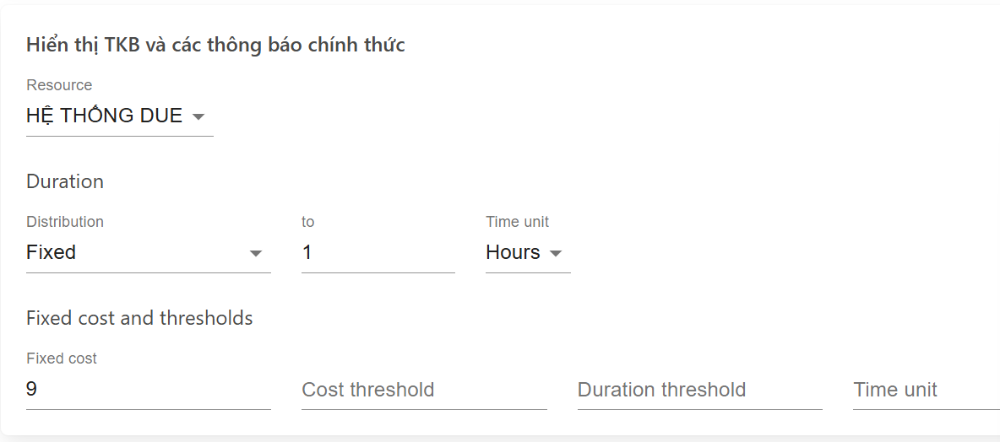 Hiển thị TKB và các thông báo chính thức
Resource
HỆ THỐNG DUE
Duration
Distribution to Time unit
Fixed 1 Hours
Fixed cost and thresholds
Fixed cost
9 Cost threshold Duration threshold Time unit